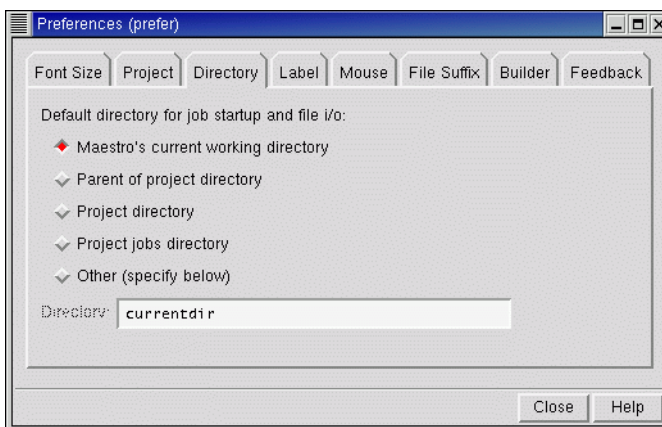 Preferences (prefer)
Font Size Project Directory Label Mouse File Suffix Builder Feedback
Default directory for job startup and file i/o:
Maestro's current working directory
Parent of project directory
Project directory
Project jobs directory
Other (specify below)
Directory: currentdir
Close Help